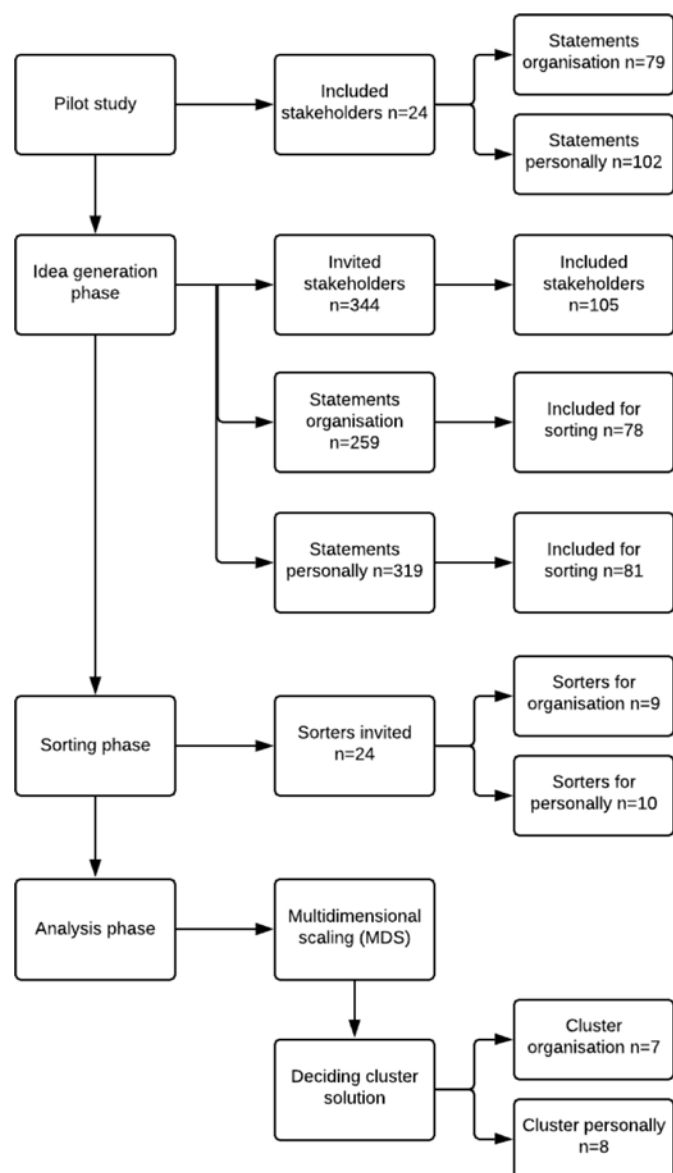 Pilot study
Included
stakeholders n=24
Statements
organisation n=79
Statements
personally n=102
Idea generation
phase
Invited
stakeholders
n=344
Included
stakeholders
n=105
Statements
organisation
n=259
Included for
sorting n=78
Statements
personally n=319
Included for
sorting n=81
Sorting phase
Sorters invited
n=24
Sorters for
organisation n=9
Sorters for
personally n=10
Analysis phase
Multidimensional
scaling (MDS)
Deciding cluster
solution
Cluster
organisation n=7
Cluster personally
n=8